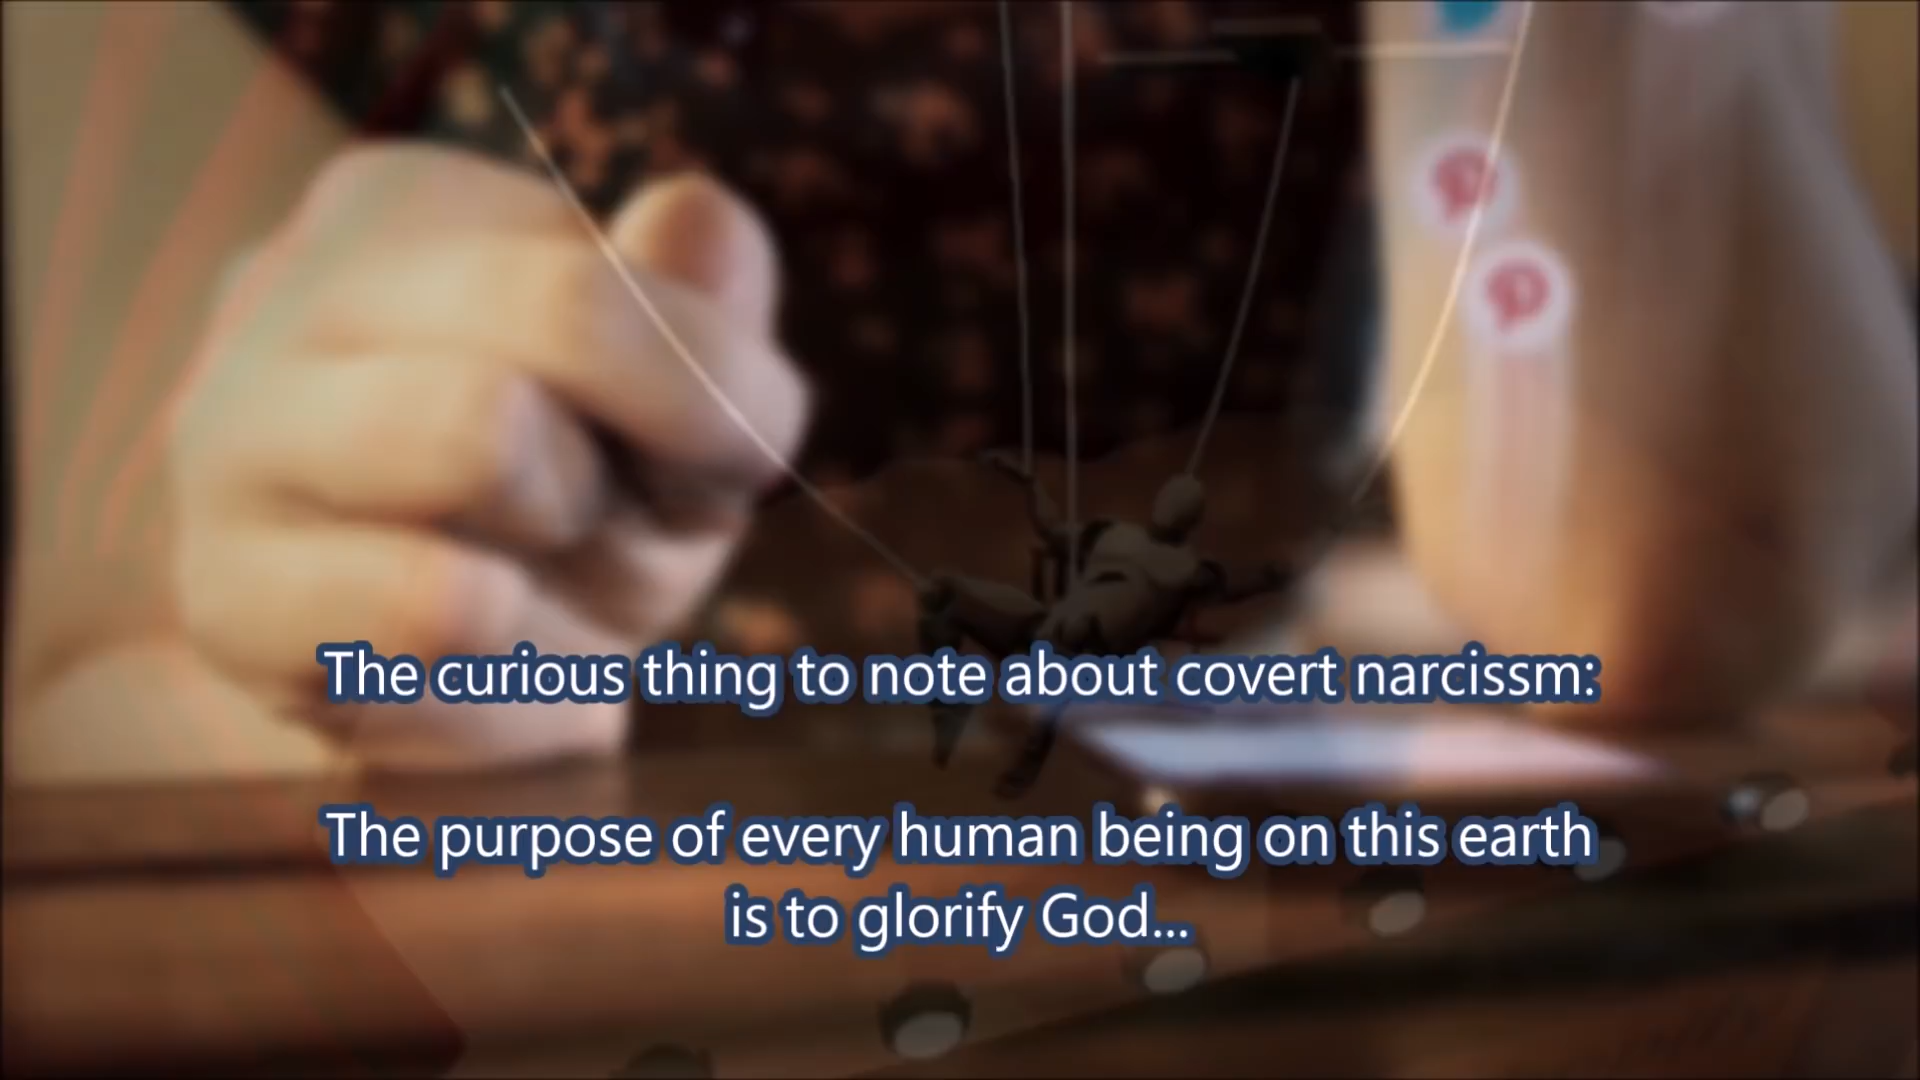 The curious thing to note about covert narcissm:
The purpose of every human being on this earth
is to glorify God...